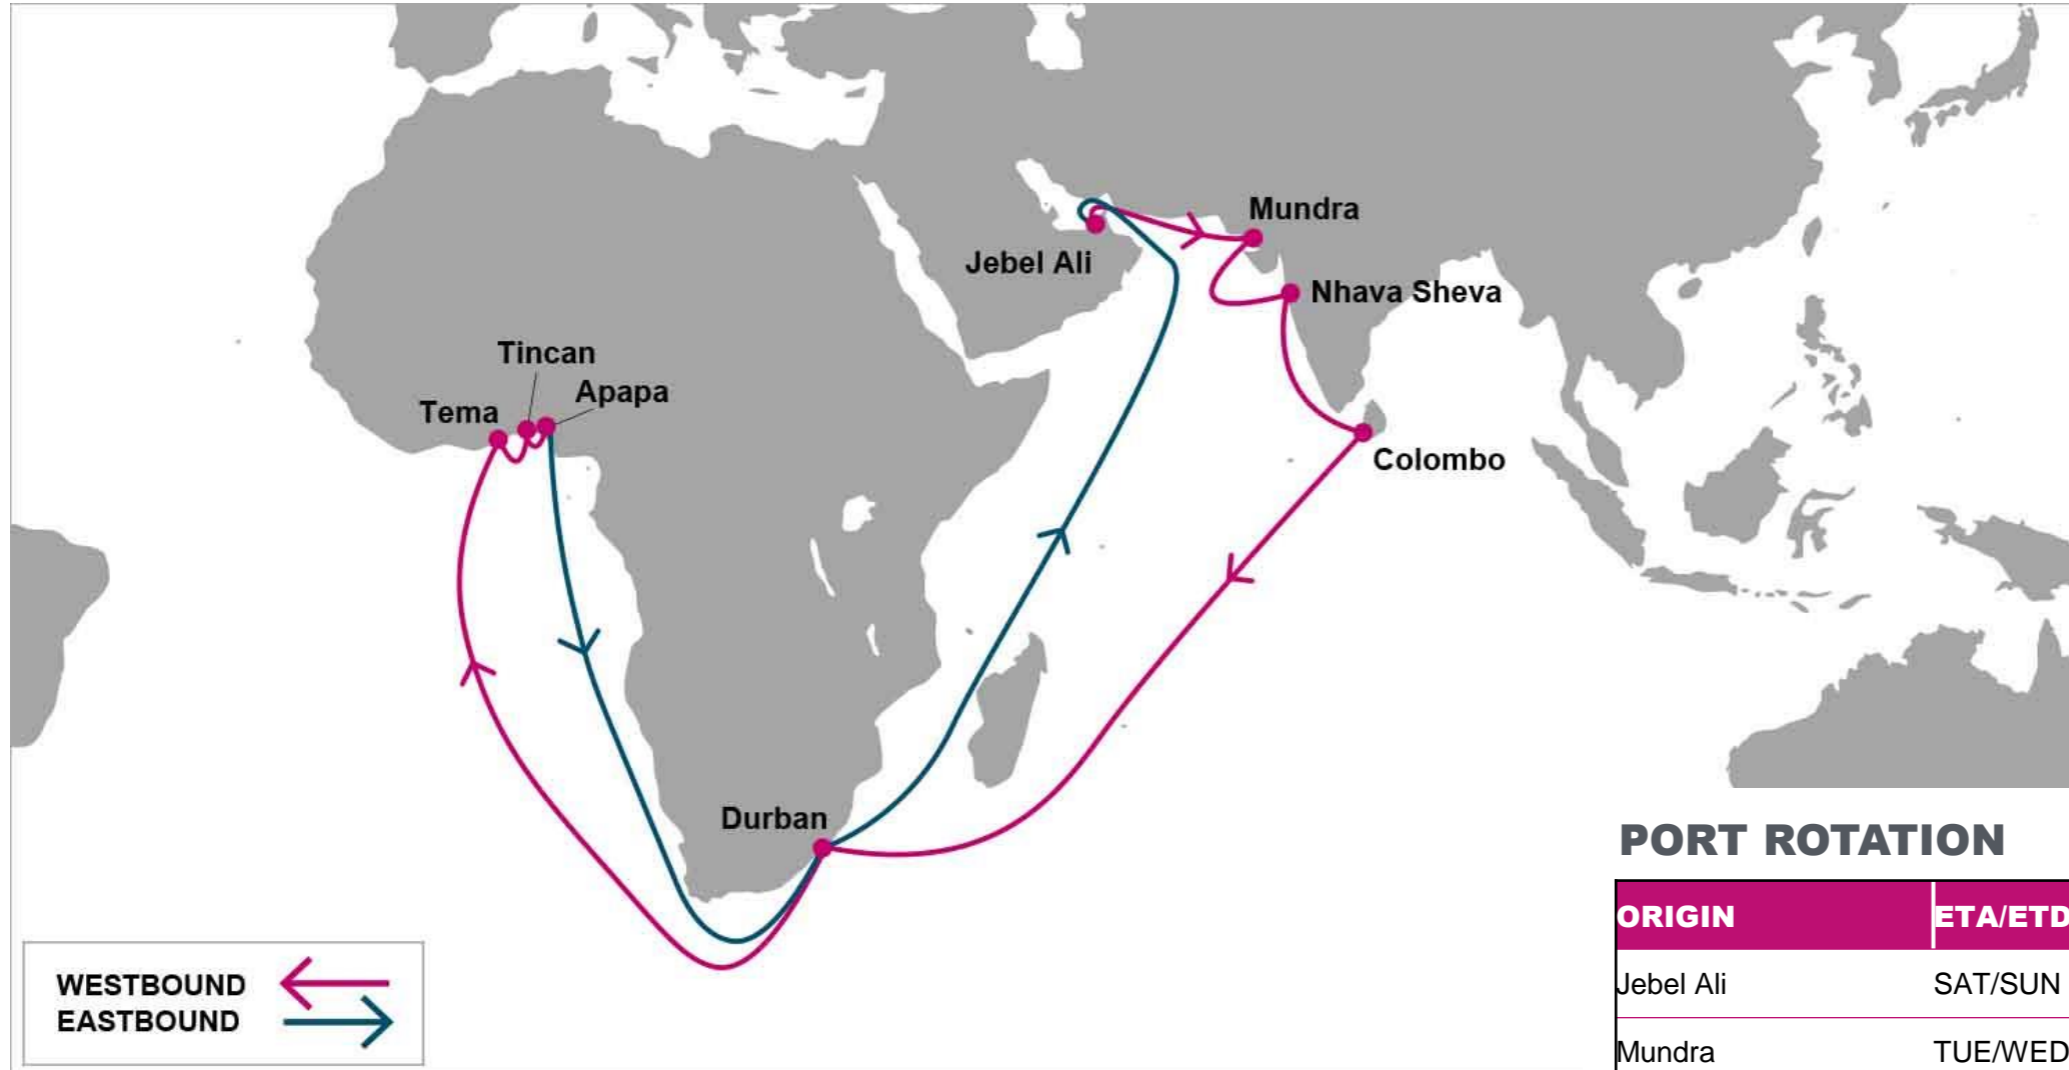 Mundra
Jebel Ali
Nhava Sheva
Tincan
Apapa
Tema
Colombo
Durban
PORT ROTATION
ORIGIN ETA/ETD
Jebel Ali SAT/SUN
Mundra TUE/WED
WESTBOUND
EASTBOUND